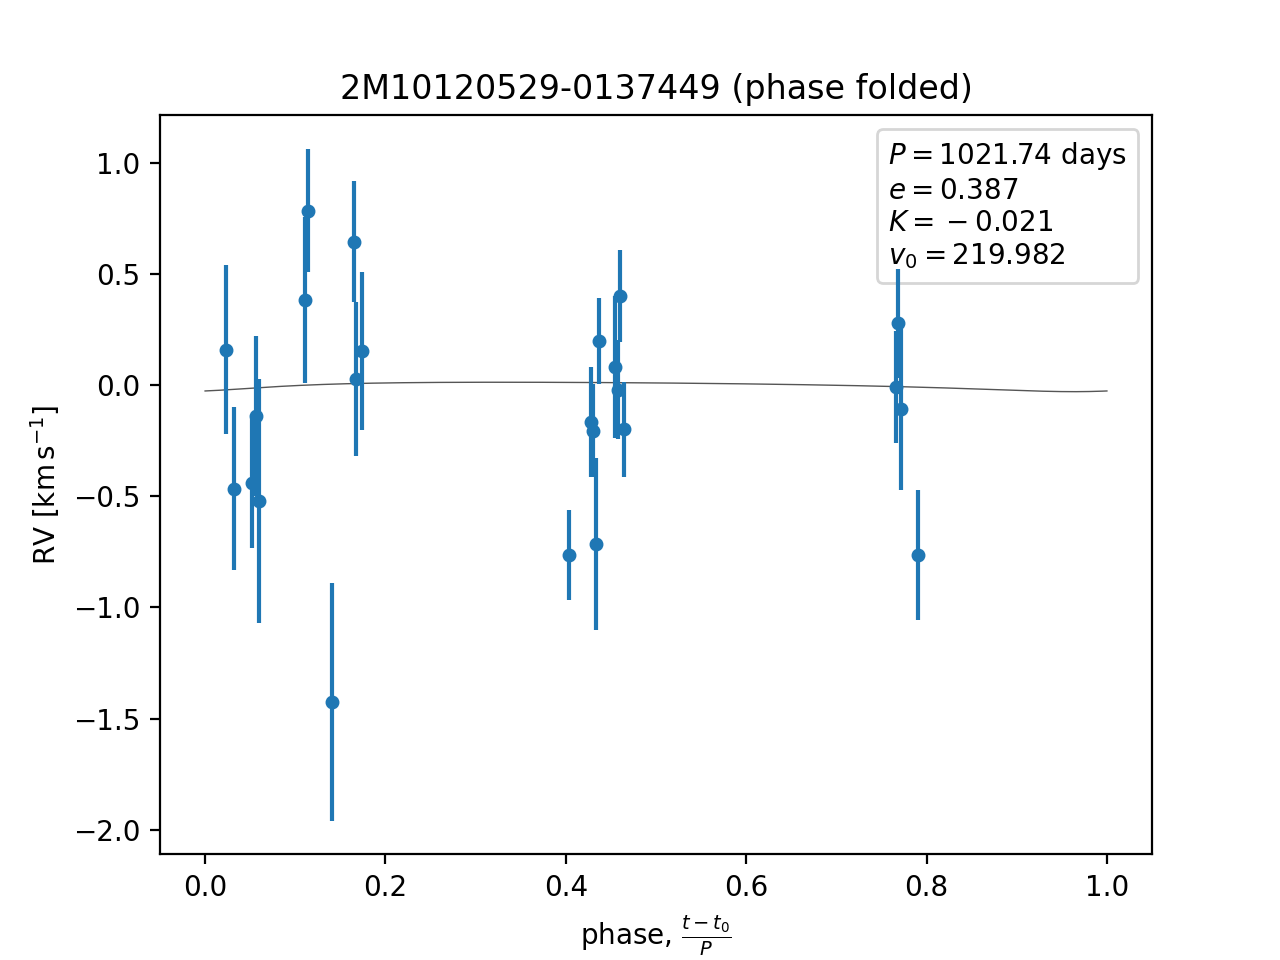 2M10120529-0137449 (phase folded)
P = 1021.74 days
e = 0.387
K = −0.021
v₀ = 219.982
1.0
0.5
0.0
−0.5
−1.0
−1.5
−2.0
RV [km s⁻¹]
0.0 0.2 0.4 0.6 0.8 1.0
phase, (t − t₀)/P